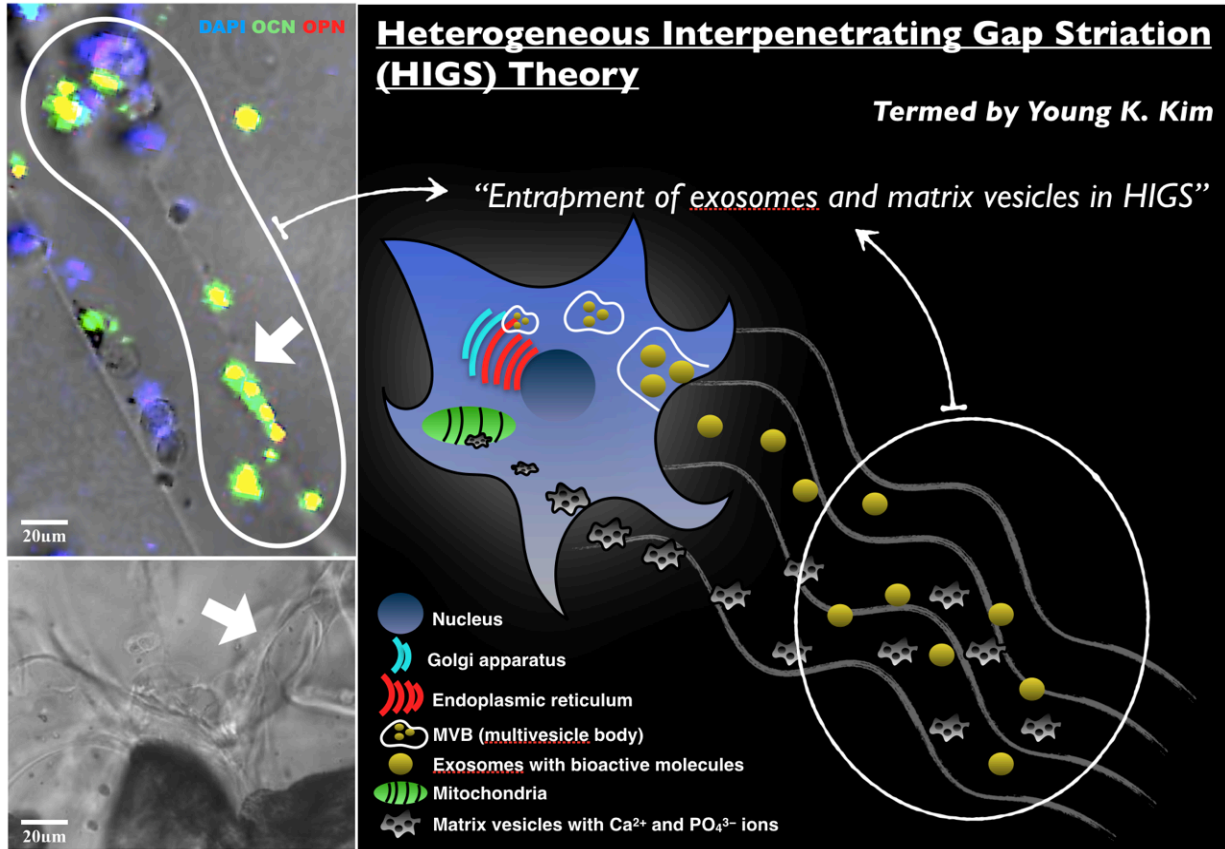 DAPI OCN OPN
20um
20um
Heterogeneous Interpenetrating Gap Striation
(HIGS) Theory
Termed by Young K. Kim
“Entrapment of exosomes and matrix vesicles in HIGS”
Nucleus
Golgi apparatus
Endoplasmic reticulum
MVB (multivesicle body)
Exosomes with bioactive molecules
Mitochondria
Matrix vesicles with Ca²⁺ and PO₄³⁻ ions